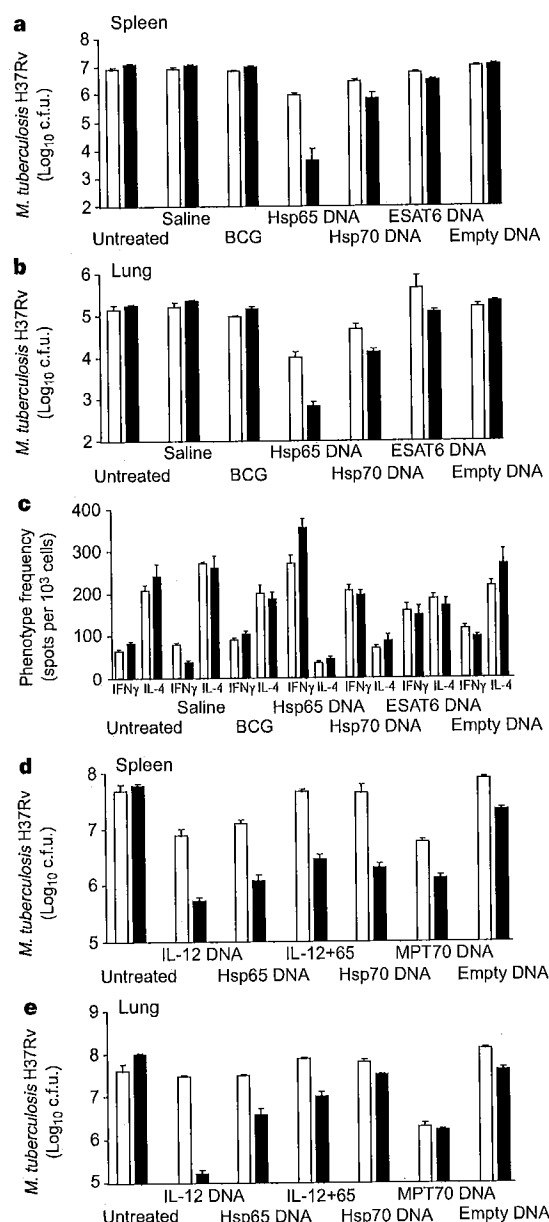 a Spleen
M. tuberculosis H37Rv
(Log10 c.f.u.)
8
7
6
5
4
3
2
Saline Hsp65 DNA ESAT6 DNA
Untreated BCG Hsp70 DNA Empty DNA
b Lung
M. tuberculosis H37Rv
(Log10 c.f.u.)
6
5
4
3
2
Saline Hsp65 DNA ESAT6 DNA
Untreated BCG Hsp70 DNA Empty DNA
c
Phenotype frequency
(spots per 10³ cells)
400
300
200
100
0
IFNγ IL-4 IFNγ IL-4 IFNγ IL-4 IFNγ IL-4 IFNγ IL-4 IFNγ IL-4 IFNγ IL-4
Saline Hsp65 DNA ESAT6 DNA
Untreated BCG Hsp70 DNA Empty DNA
d Spleen
M. tuberculosis H37Rv
(Log10 c.f.u.)
8
7
6
5
IL-12 DNA IL-12+65 MPT70 DNA
Untreated Hsp65 DNA Hsp70 DNA Empty DNA
e Lung
M. tuberculosis H37Rv
(Log10 c.f.u.)
9
8
7
6
5
IL-12 DNA IL-12+65 MPT70 DNA
Untreated Hsp65 DNA Hsp70 DNA Empty DNA